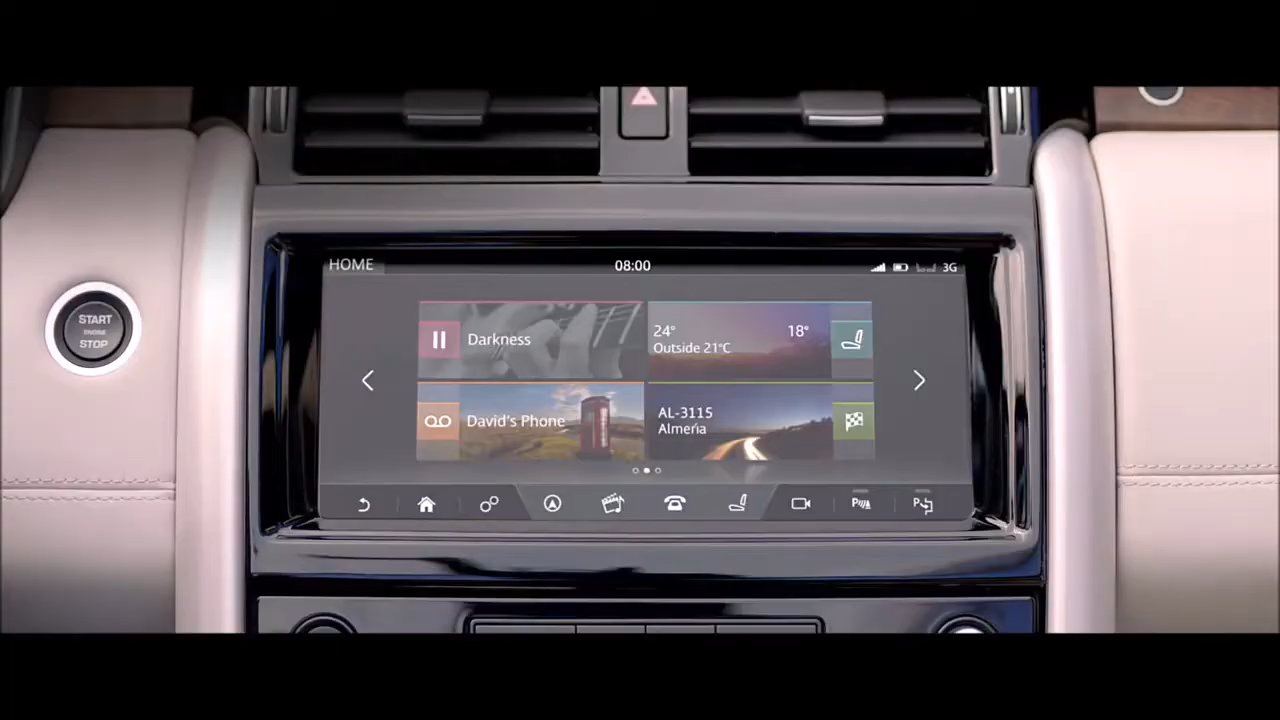 HOME
08:00
3G
START
ENGINE
STOP
Darkness
24° 18°
Outside 21°C
David's Phone
AL-3115
Almería
P
P